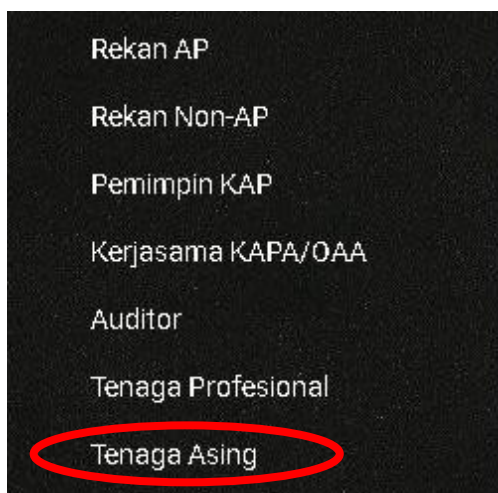 Rekan AP
Rekan Non-AP
Pemimpin KAP
Kerjasama KAPA/OAA
Auditor
Tenaga Profesional
Tenaga Asing